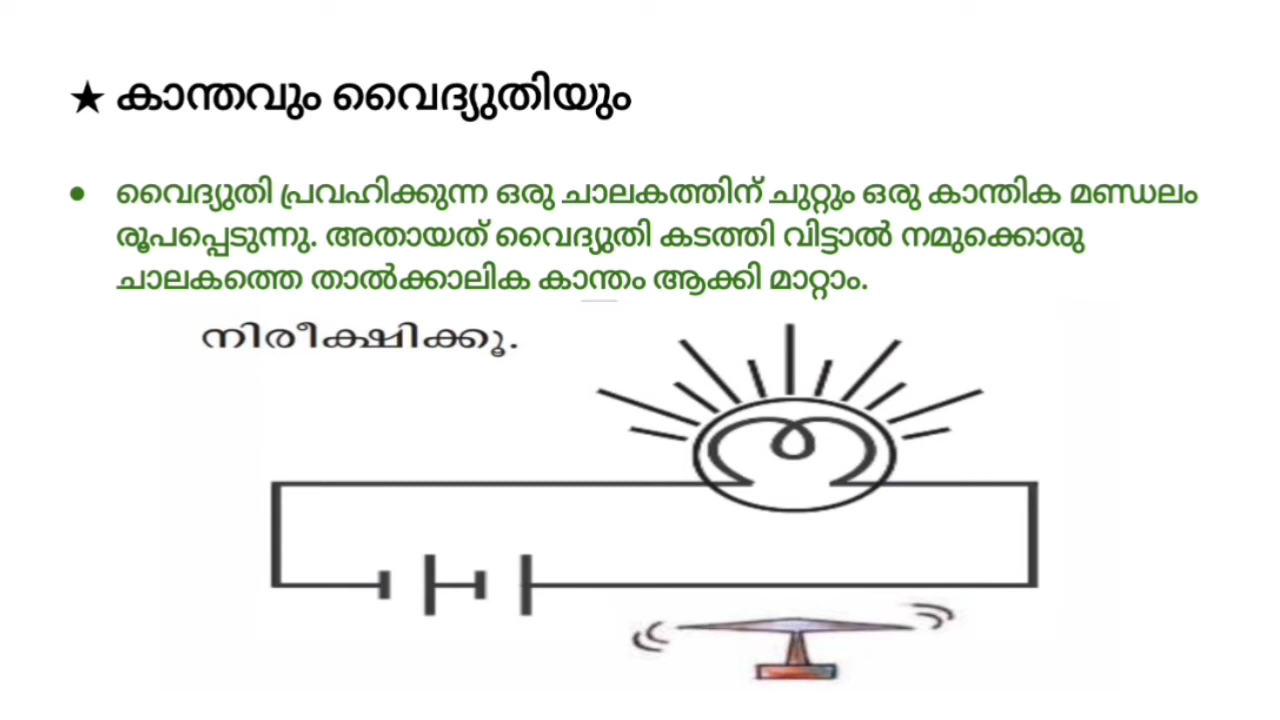 ★ കാന്തവും വൈദ്യുതിയും
● വൈദ്യുതി പ്രവഹിക്കുന്ന ഒരു ചാലകത്തിന് ചുറ്റും ഒരു കാന്തിക മണ്ഡലം
രൂപപ്പെടുന്നു. അതായത് വൈദ്യുതി കടത്തി വിട്ടാൽ നമുക്കൊരു
ചാലകത്തെ താൽക്കാലിക കാന്തം ആക്കി മാറ്റാം.
നിരീക്ഷിക്കൂ.